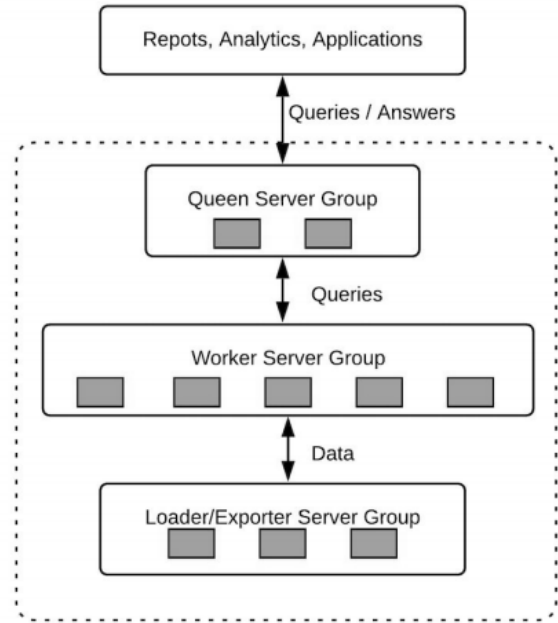 Repots, Analytics, Applications
Queries / Answers
Queen Server Group
Queries
Worker Server Group
Data
Loader/Exporter Server Group